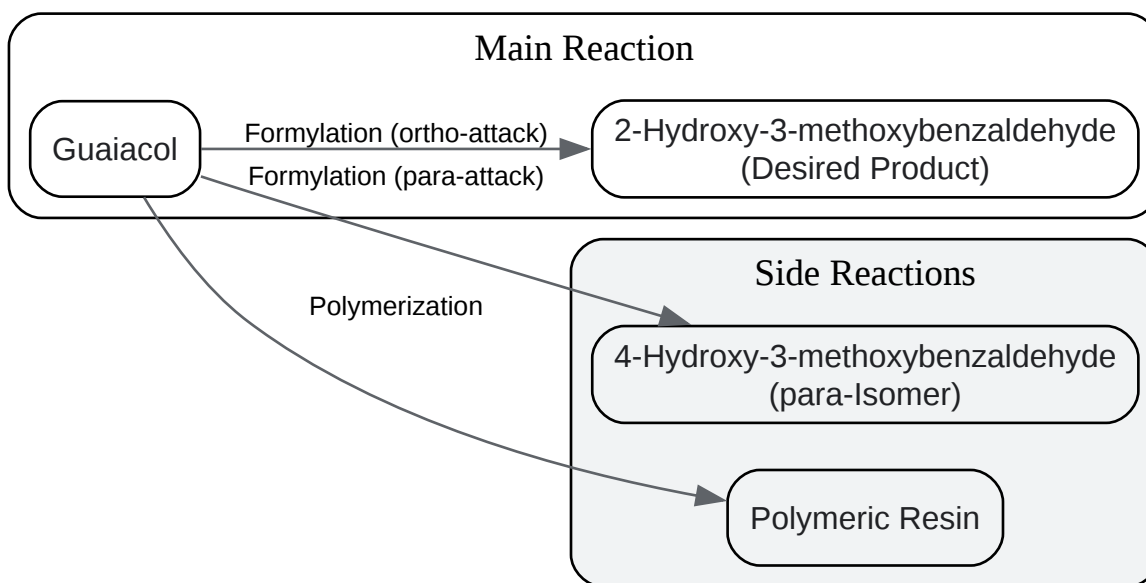 Main Reaction
Guaiacol
Formylation (ortho-attack)
2-Hydroxy-3-methoxybenzaldehyde
(Desired Product)
Formylation (para-attack)
Side Reactions
Polymerization
4-Hydroxy-3-methoxybenzaldehyde
(para-Isomer)
Polymeric Resin